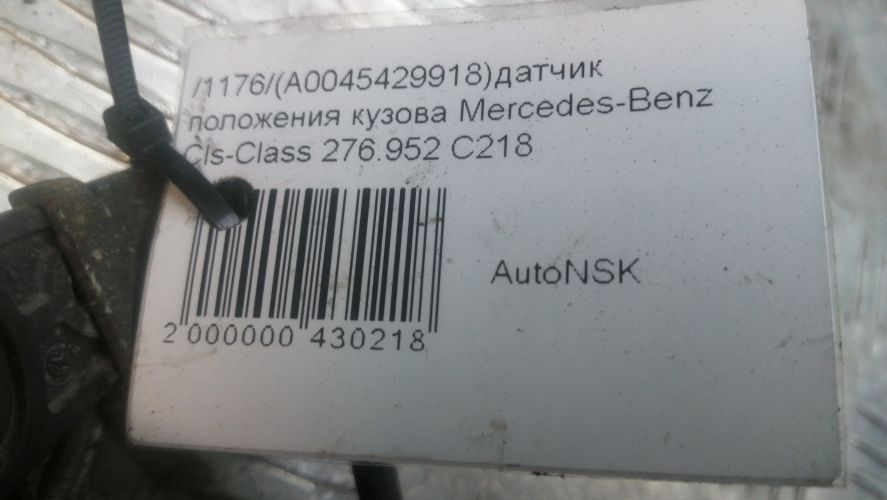 /1176/(A0045429918)датчик
положения кузова Mercedes-Benz
Cls-Class 276.952 C218
AutoNSK
2 000000 430218